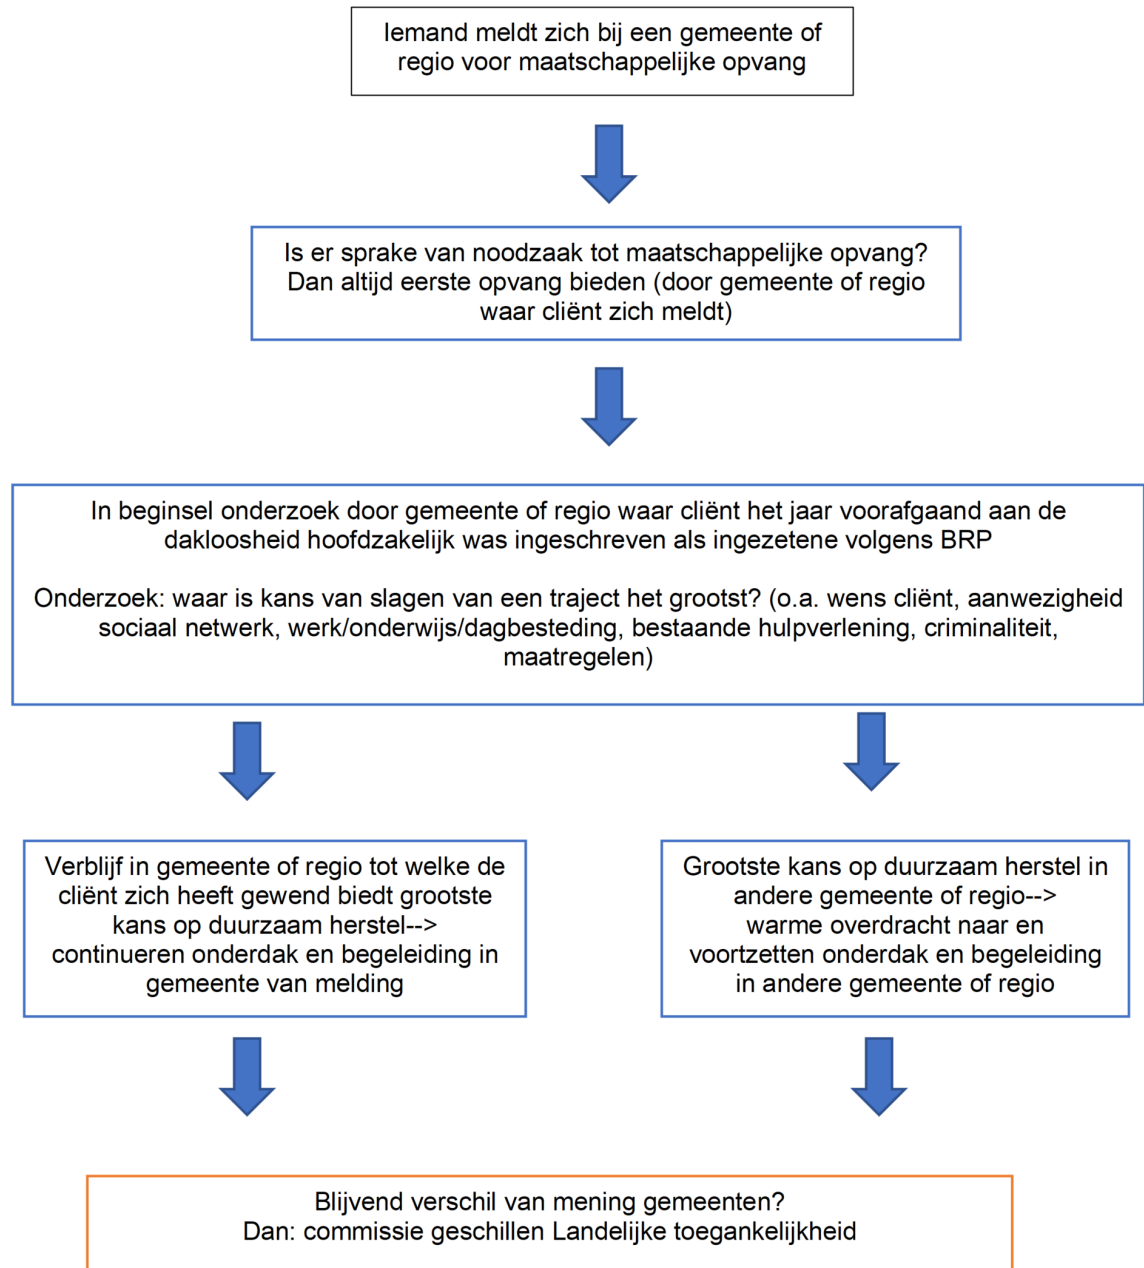 Iemand meldt zich bij een gemeente of
regio voor maatschappelijke opvang
Is er sprake van noodzaak tot maatschappelijke opvang?
Dan altijd eerste opvang bieden (door gemeente of regio
waar cliënt zich meldt)
In beginsel onderzoek door gemeente of regio waar cliënt het jaar voorafgaand aan de
dakloosheid hoofdzakelijk was ingeschreven als ingezetene volgens BRP
Onderzoek: waar is kans van slagen van een traject het grootst? (o.a. wens cliënt, aanwezigheid
sociaal netwerk, werk/onderwijs/dagbesteding, bestaande hulpverlening, criminaliteit,
maatregelen)
Verblijf in gemeente of regio tot welke de
cliënt zich heeft gewend biedt grootste
kans op duurzaam herstel-->
continueren onderdak en begeleiding in
gemeente van melding
Grootste kans op duurzaam herstel in
andere gemeente of regio-->
warme overdracht naar en
voortzetten onderdak en begeleiding
in andere gemeente of regio
Blijvend verschil van mening gemeenten?
Dan: commissie geschillen Landelijke toegankelijkheid